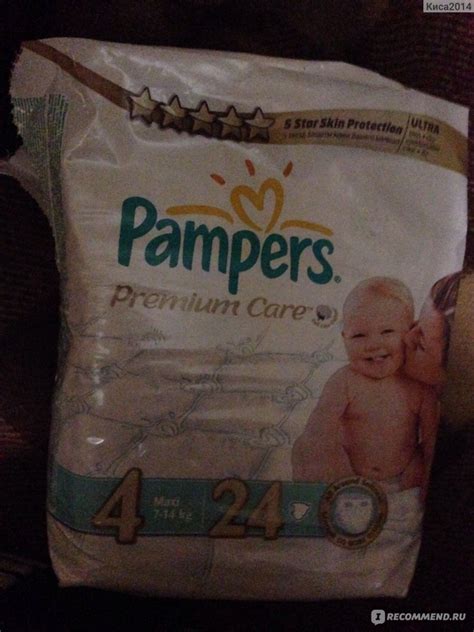 Киса2014
5 Star Skin Protection
ULTRA
Pampers
Premium Care
4
Maxi
7-14 kg
24
I RECOMMEND.RU